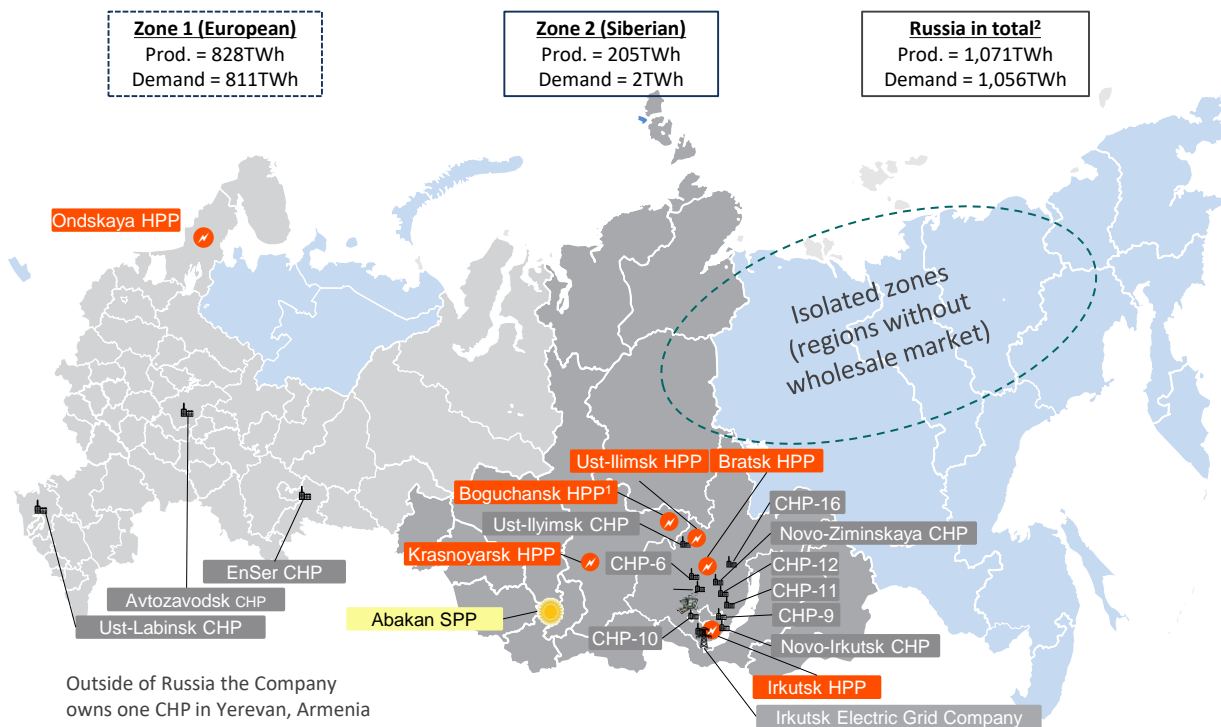 Zone 1 (European)
Prod. = 828TWh
Demand = 811TWh
Zone 2 (Siberian)
Prod. = 205TWh
Demand = 2TWh
Russia in total²
Prod. = 1,071TWh
Demand = 1,056TWh
Ondskaya HPP
Isolated zones
(regions without
wholesale market)
Ust-Ilimsk HPP
Bratsk HPP
Boguchansk HPP¹
CHP-16
Ust-Ilyimsk CHP
Novo-Ziminskaya CHP
Krasnoyarsk HPP
CHP-6
CHP-12
EnSer CHP
CHP-11
Avtozavodsk CHP
Abakan SPP
CHP-9
Ust-Labinsk CHP
CHP-10
Novo-Irkutsk CHP
Irkutsk HPP
Outside of Russia the Company
owns one CHP in Yerevan, Armenia
Irkutsk Electric Grid Company